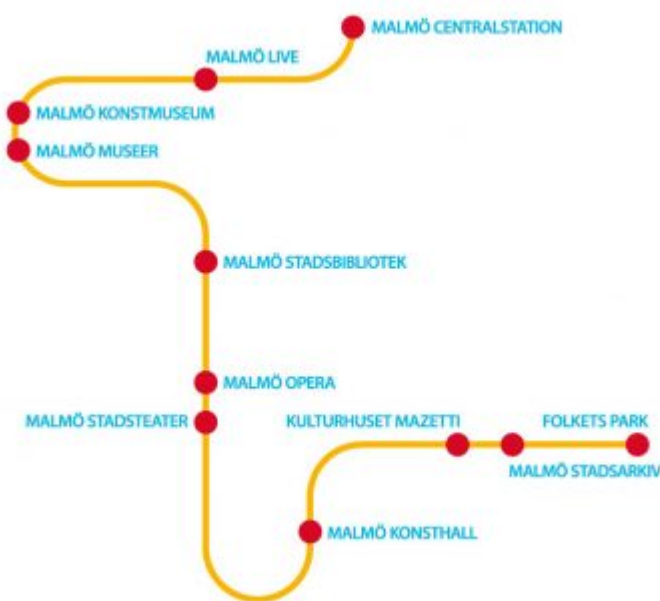 MALMÖ CENTRALSTATION
MALMÖ LIVE
MALMÖ KONSTMUSEUM
MALMÖ MUSEER
MALMÖ STADSBIBLIOTEK
MALMÖ OPERA
MALMÖ STADSTEATER
KULTURHUSET MAZETTI
FOLKETS PARK
MALMÖ STADSARKIV
MALMÖ KONSTHALL